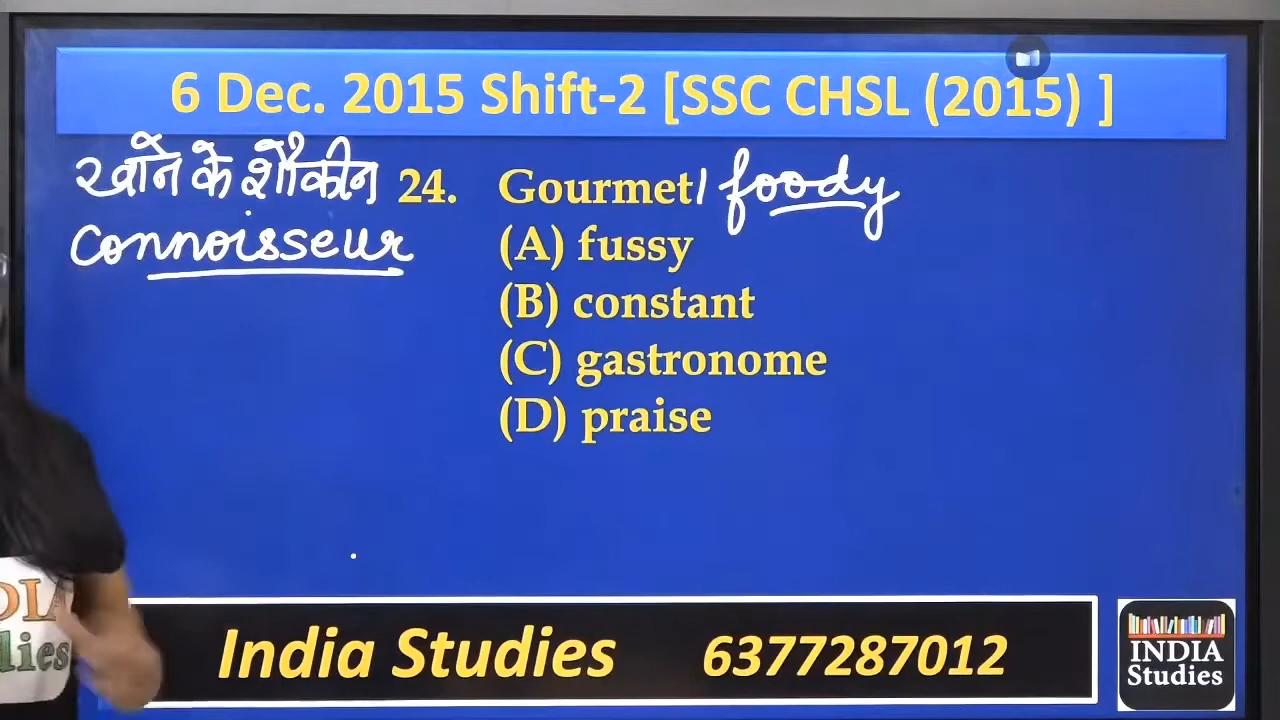 6 Dec. 2015 Shift-2 [SSC CHSL (2015) ]
खाने के शौकीन 24. Gourmet/ foody
connoisseur (A) fussy
(B) constant
(C) gastronome
(D) praise
India Studies 6377287012
INDIA
Studies